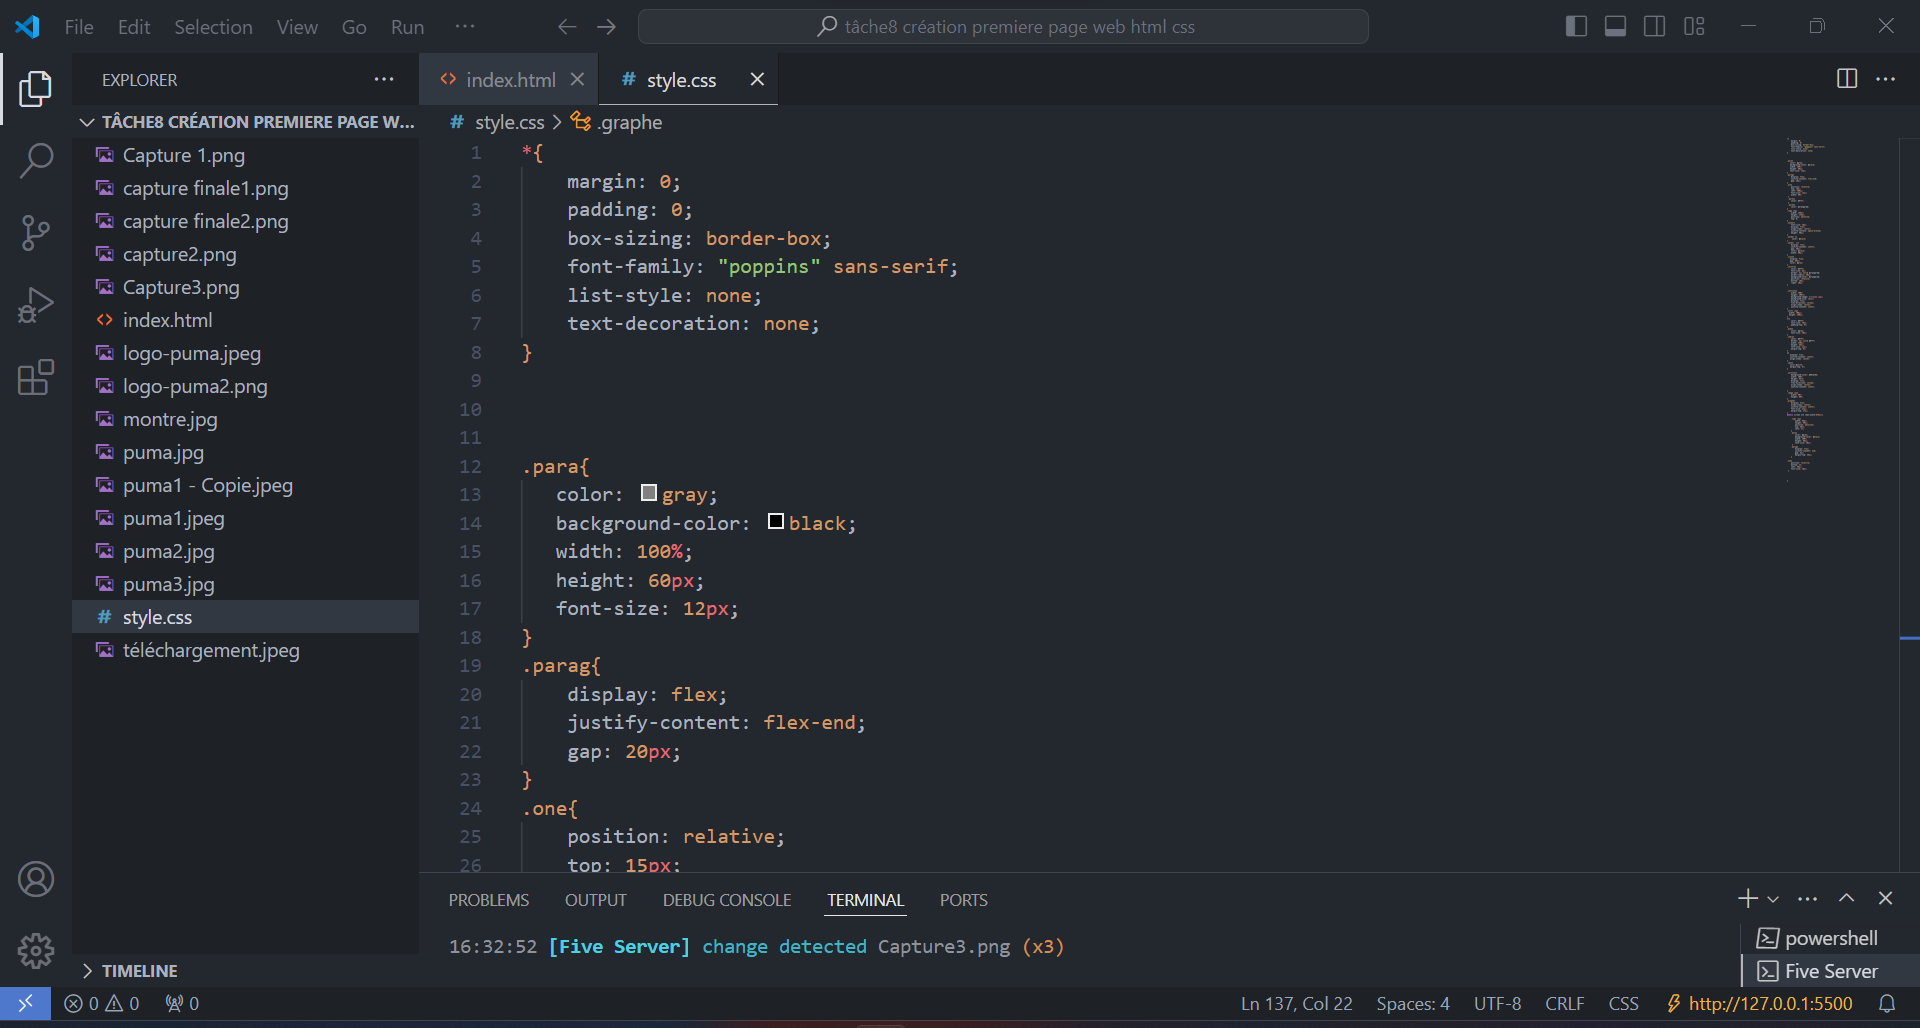 File Edit Selection View Go Run ···
tâche8 création premiere page web html css
EXPLORER ···
index.html
# style.css
TÂCHE8 CRÉATION PREMIERE PAGE W...
Capture 1.png
capture finale1.png
capture finale2.png
capture2.png
Capture3.png
<> index.html
logo-puma.jpeg
logo-puma2.png
montre.jpg
puma.jpg
puma1 - Copie.jpeg
puma1.jpeg
puma2.jpg
puma3.jpg
# style.css
téléchargement.jpeg
TIMELINE
# style.css > .graphe
1 *{
2 margin: 0;
3 padding: 0;
4 box-sizing: border-box;
5 font-family: "poppins" sans-serif;
6 list-style: none;
7 text-decoration: none;
8 }
9
10
11
12 .para{
13 color: gray;
14 background-color: black;
15 width: 100%;
16 height: 60px;
17 font-size: 12px;
18 }
19 .parag{
20 display: flex;
21 justify-content: flex-end;
22 gap: 20px;
23 }
24 .one{
25 position: relative;
26 top: 15px;
PROBLEMS OUTPUT DEBUG CONSOLE TERMINAL PORTS
16:32:52 [Five Server] change detected Capture3.png (x3)
powershell
Five Server
0 0 0
Ln 137, Col 22 Spaces: 4 UTF-8 CRLF CSS http://127.0.0.1:5500